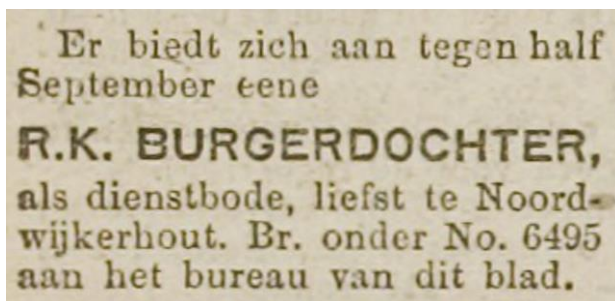 Er biedt zich aan tegen half
September eene
R.K. BURGERDOCHTER,
als dienstbode, liefst te Noord-
wijkerhout. Br. onder No. 6495
aan het bureau van dit blad.